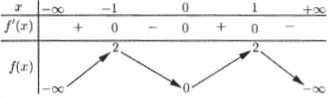 x -∞ -1 0 1 +∞
f'(x) + 0 - 0 + 0 -
2 2
f(x)
-∞ 0 -∞